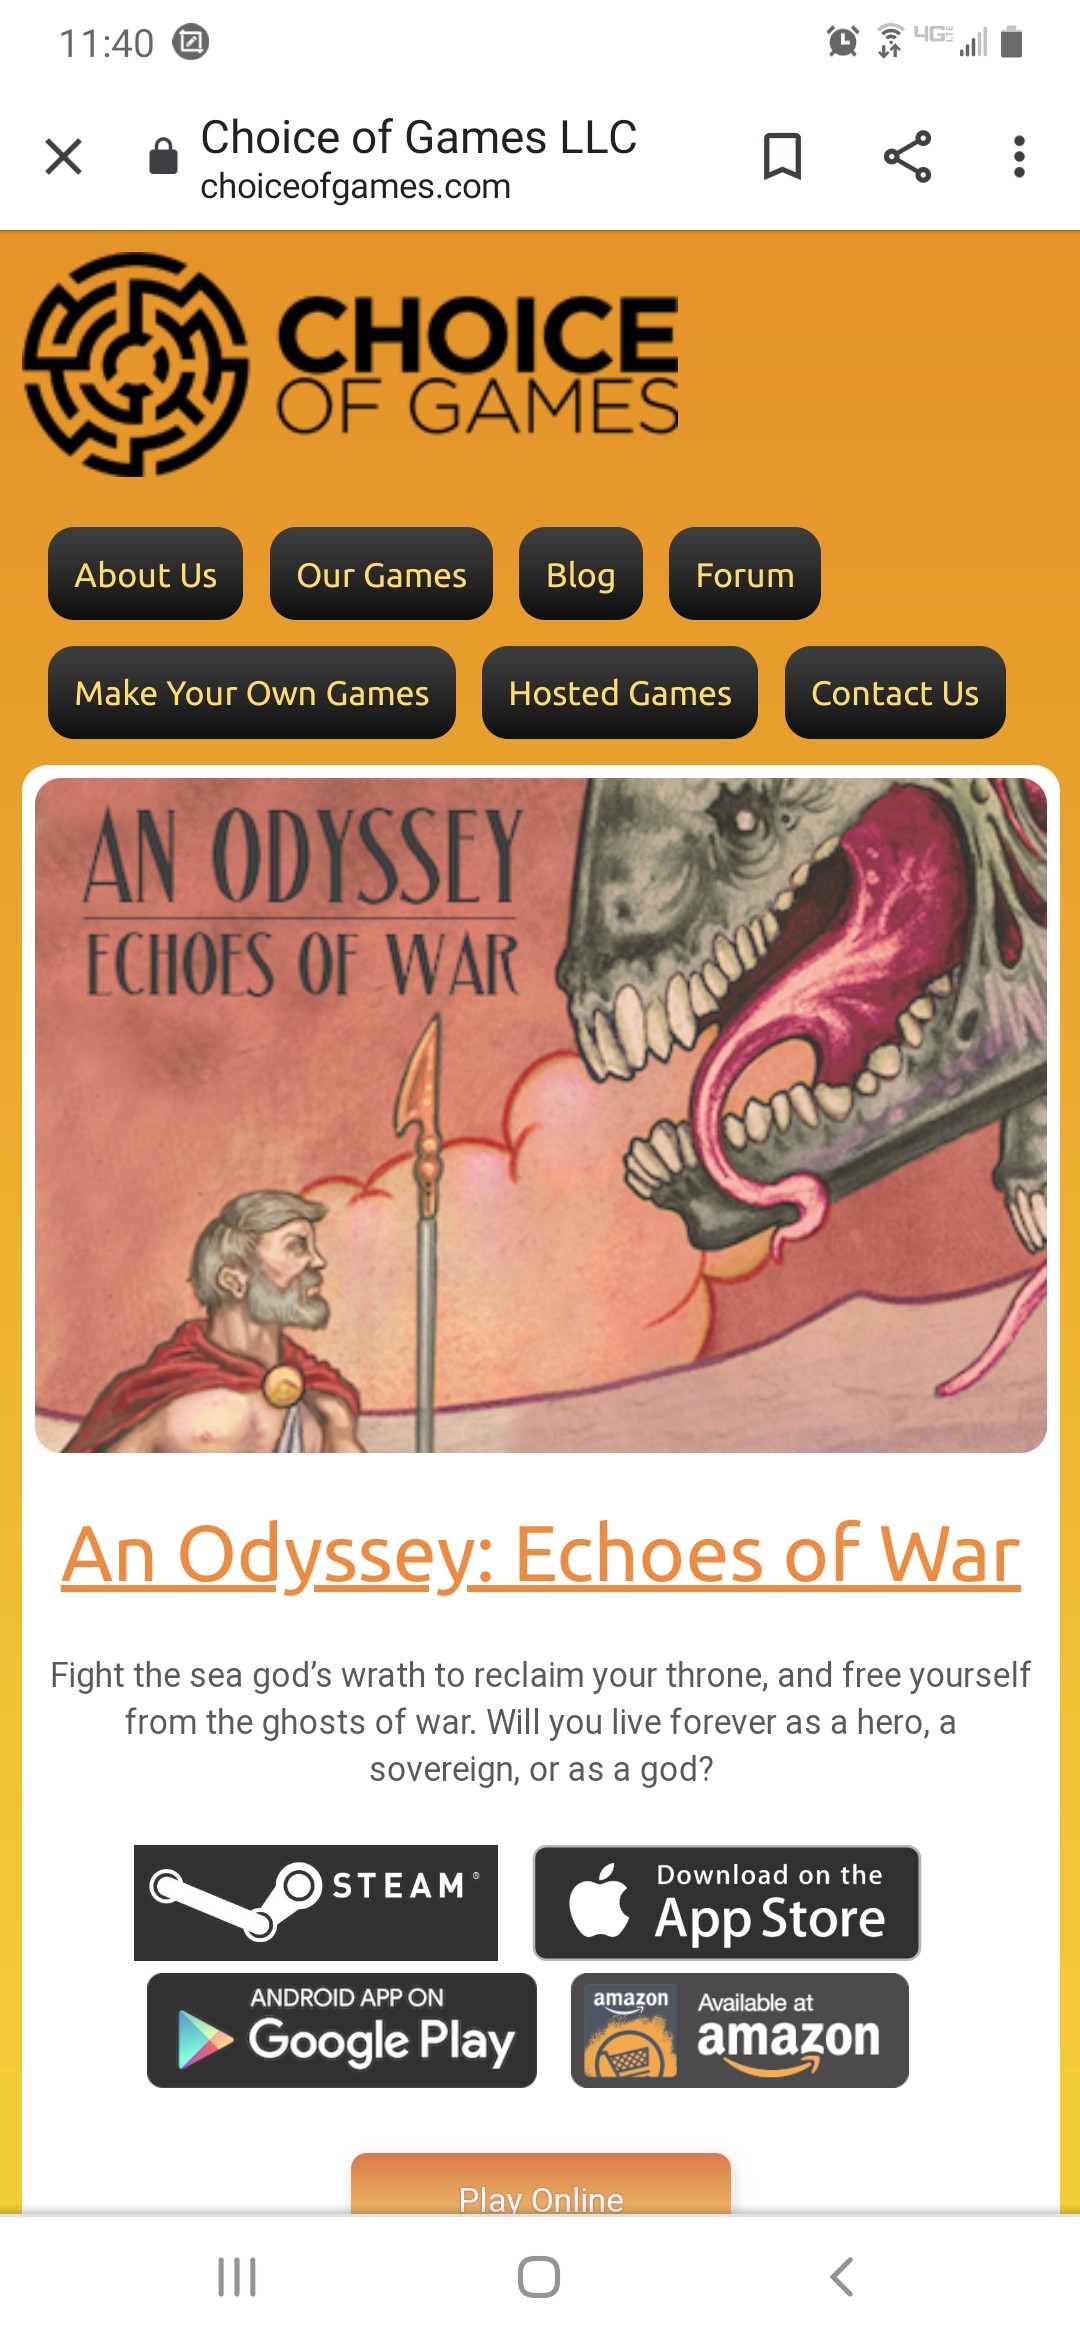 11:40
4G LTE
Choice of Games LLC
choiceofgames.com
CHOICE
OF GAMES
About Us
Our Games
Blog
Forum
Make Your Own Games
Hosted Games
Contact Us
AN ODYSSEY
ECHOES OF WAR
An Odyssey: Echoes of War
Fight the sea god’s wrath to reclaim your throne, and free yourself
from the ghosts of war. Will you live forever as a hero, a
sovereign, or as a god?
STEAM®
Download on the
App Store
ANDROID APP ON
Google Play
amazon
Available at
amazon
Play Online